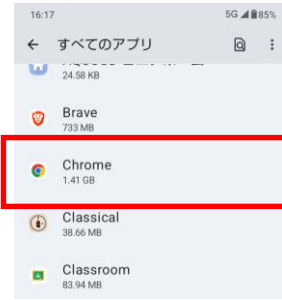 16:17 5G 85%
すべてのアプリ
24.58 KB
Brave
733 MB
Chrome
1.41 GB
Classical
38.66 MB
Classroom
83.94 MB